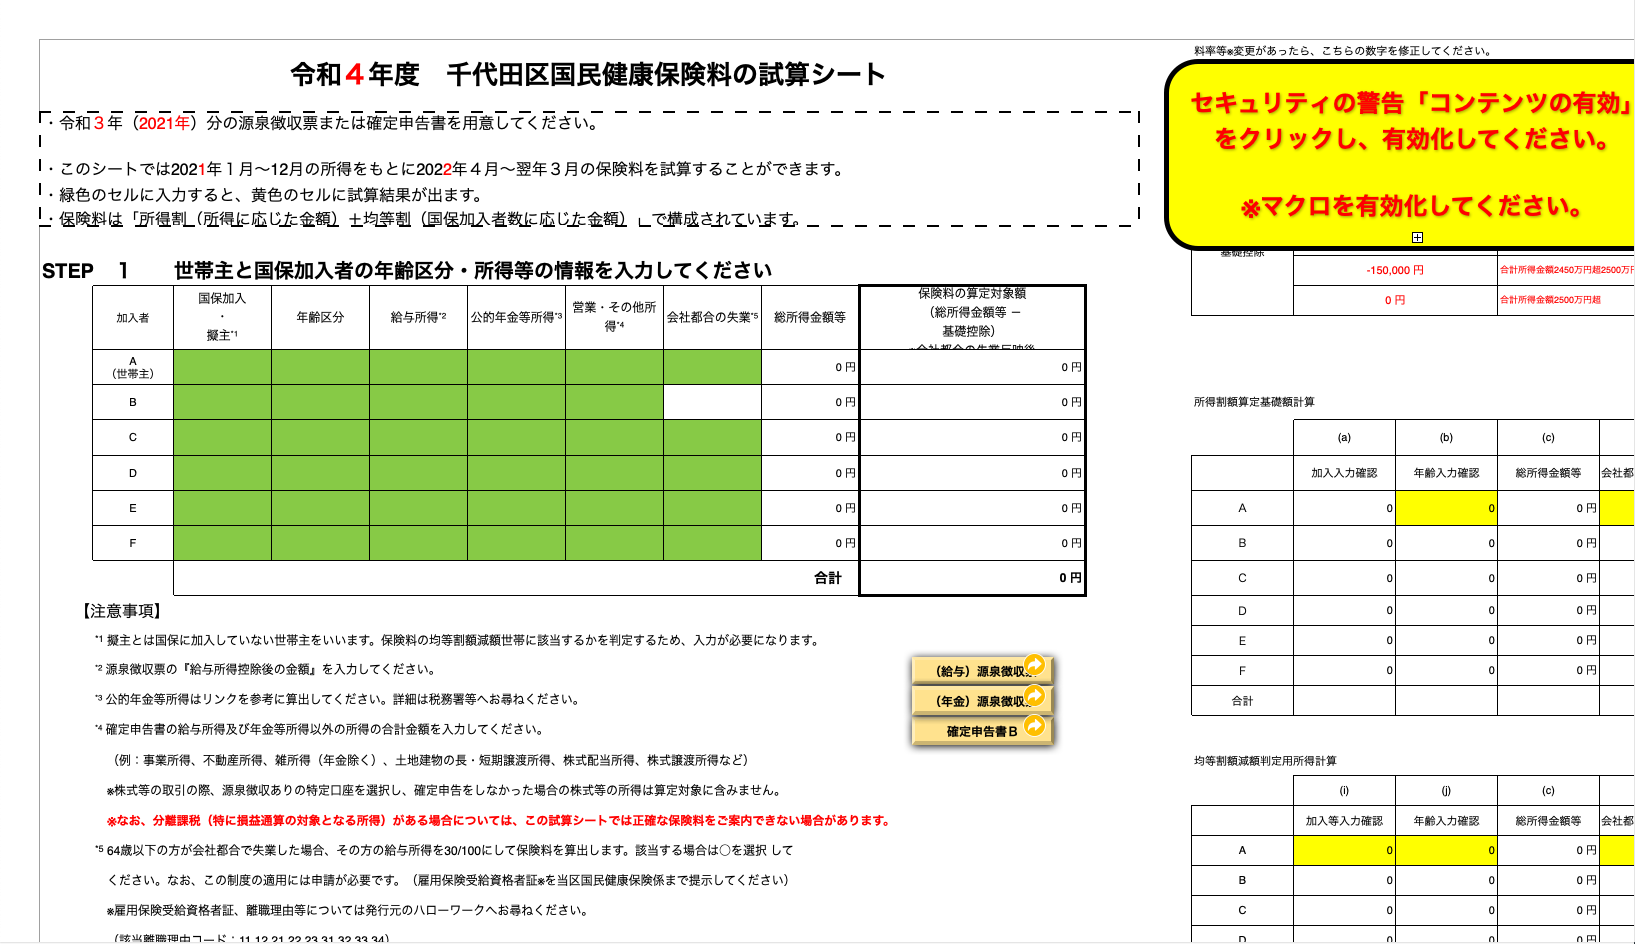 料率等※変更があったら、こちらの数字を修正してください。
令和４年度　千代田区国民健康保険料の試算シート
・令和３年（2021年）分の源泉徴収票または確定申告書を用意してください。
・このシートでは2021年１月～12月の所得をもとに2022年４月～翌年３月の保険料を試算することができます。
・緑色のセルに入力すると、黄色のセルに試算結果が出ます。
・保険料は「所得割（所得に応じた金額）＋均等割（国保加入者数に応じた金額）」で構成されています。
セキュリティの警告「コンテンツの有効」
をクリックし、有効化してください。
※マクロを有効化してください。
基礎控除
-150,000 円 合計所得金額2450万円超2500万円
0 円 合計所得金額2500万円超
STEP　１　　世帯主と国保加入者の年齢区分・所得等の情報を入力してください
加入者 国保加入・擬主*1 年齢区分 給与所得*2 公的年金等所得*3 営業・その他所得*4 会社都合の失業*5 総所得金額等 保険料の算定対象額（総所得金額等 － 基礎控除）
A（世帯主） 0 円 0 円
B 0 円 0 円
C 0 円 0 円
D 0 円 0 円
E 0 円 0 円
F 0 円 0 円
合計 0 円
【注意事項】
*1 擬主とは国保に加入していない世帯主をいいます。保険料の均等割額減額世帯に該当するかを判定するため、入力が必要になります。
*2 源泉徴収票の『給与所得控除後の金額』を入力してください。
*3 公的年金等所得はリンクを参考に算出してください。詳細は税務署等へお尋ねください。
*4 確定申告書の給与所得及び年金等所得以外の所得の合計金額を入力してください。
（例：事業所得、不動産所得、雑所得（年金除く）、土地建物の長・短期譲渡所得、株式配当所得、株式譲渡所得など）
※株式等の取引の際、源泉徴収ありの特定口座を選択し、確定申告をしなかった場合の株式等の所得は算定対象に含みません。
※なお、分離課税（特に損益通算の対象となる所得）がある場合については、この試算シートでは正確な保険料をご案内できない場合があります。
*5 64歳以下の方が会社都合で失業した場合、その方の給与所得を30/100にして保険料を算出します。該当する場合は○を選択 して
ください。なお、この制度の適用には申請が必要です。（雇用保険受給資格者証※を当区国民健康保険係まで提示してください）
※雇用保険受給資格者証、離職理由等については発行元のハローワークへお尋ねください。
（該当離職理由コード：11,12,21,22,23,31,32,33,34）
（給与）源泉徴収
（年金）源泉徴収
確定申告書Ｂ
所得割額算定基礎額計算
(a) (b) (c)
加入入力確認 年齢入力確認 総所得金額等 会社都
A 0 0 0 円
B 0 0 0 円
C 0 0 0 円
D 0 0 0 円
E 0 0 0 円
F 0 0 0 円
合計
均等割額減額判定用所得計算
(i) (j) (c)
加入等入力確認 年齢入力確認 総所得金額等 会社都
A 0 0 0 円
B 0 0 0 円
C 0 0 0 円
D 0 0 0 円